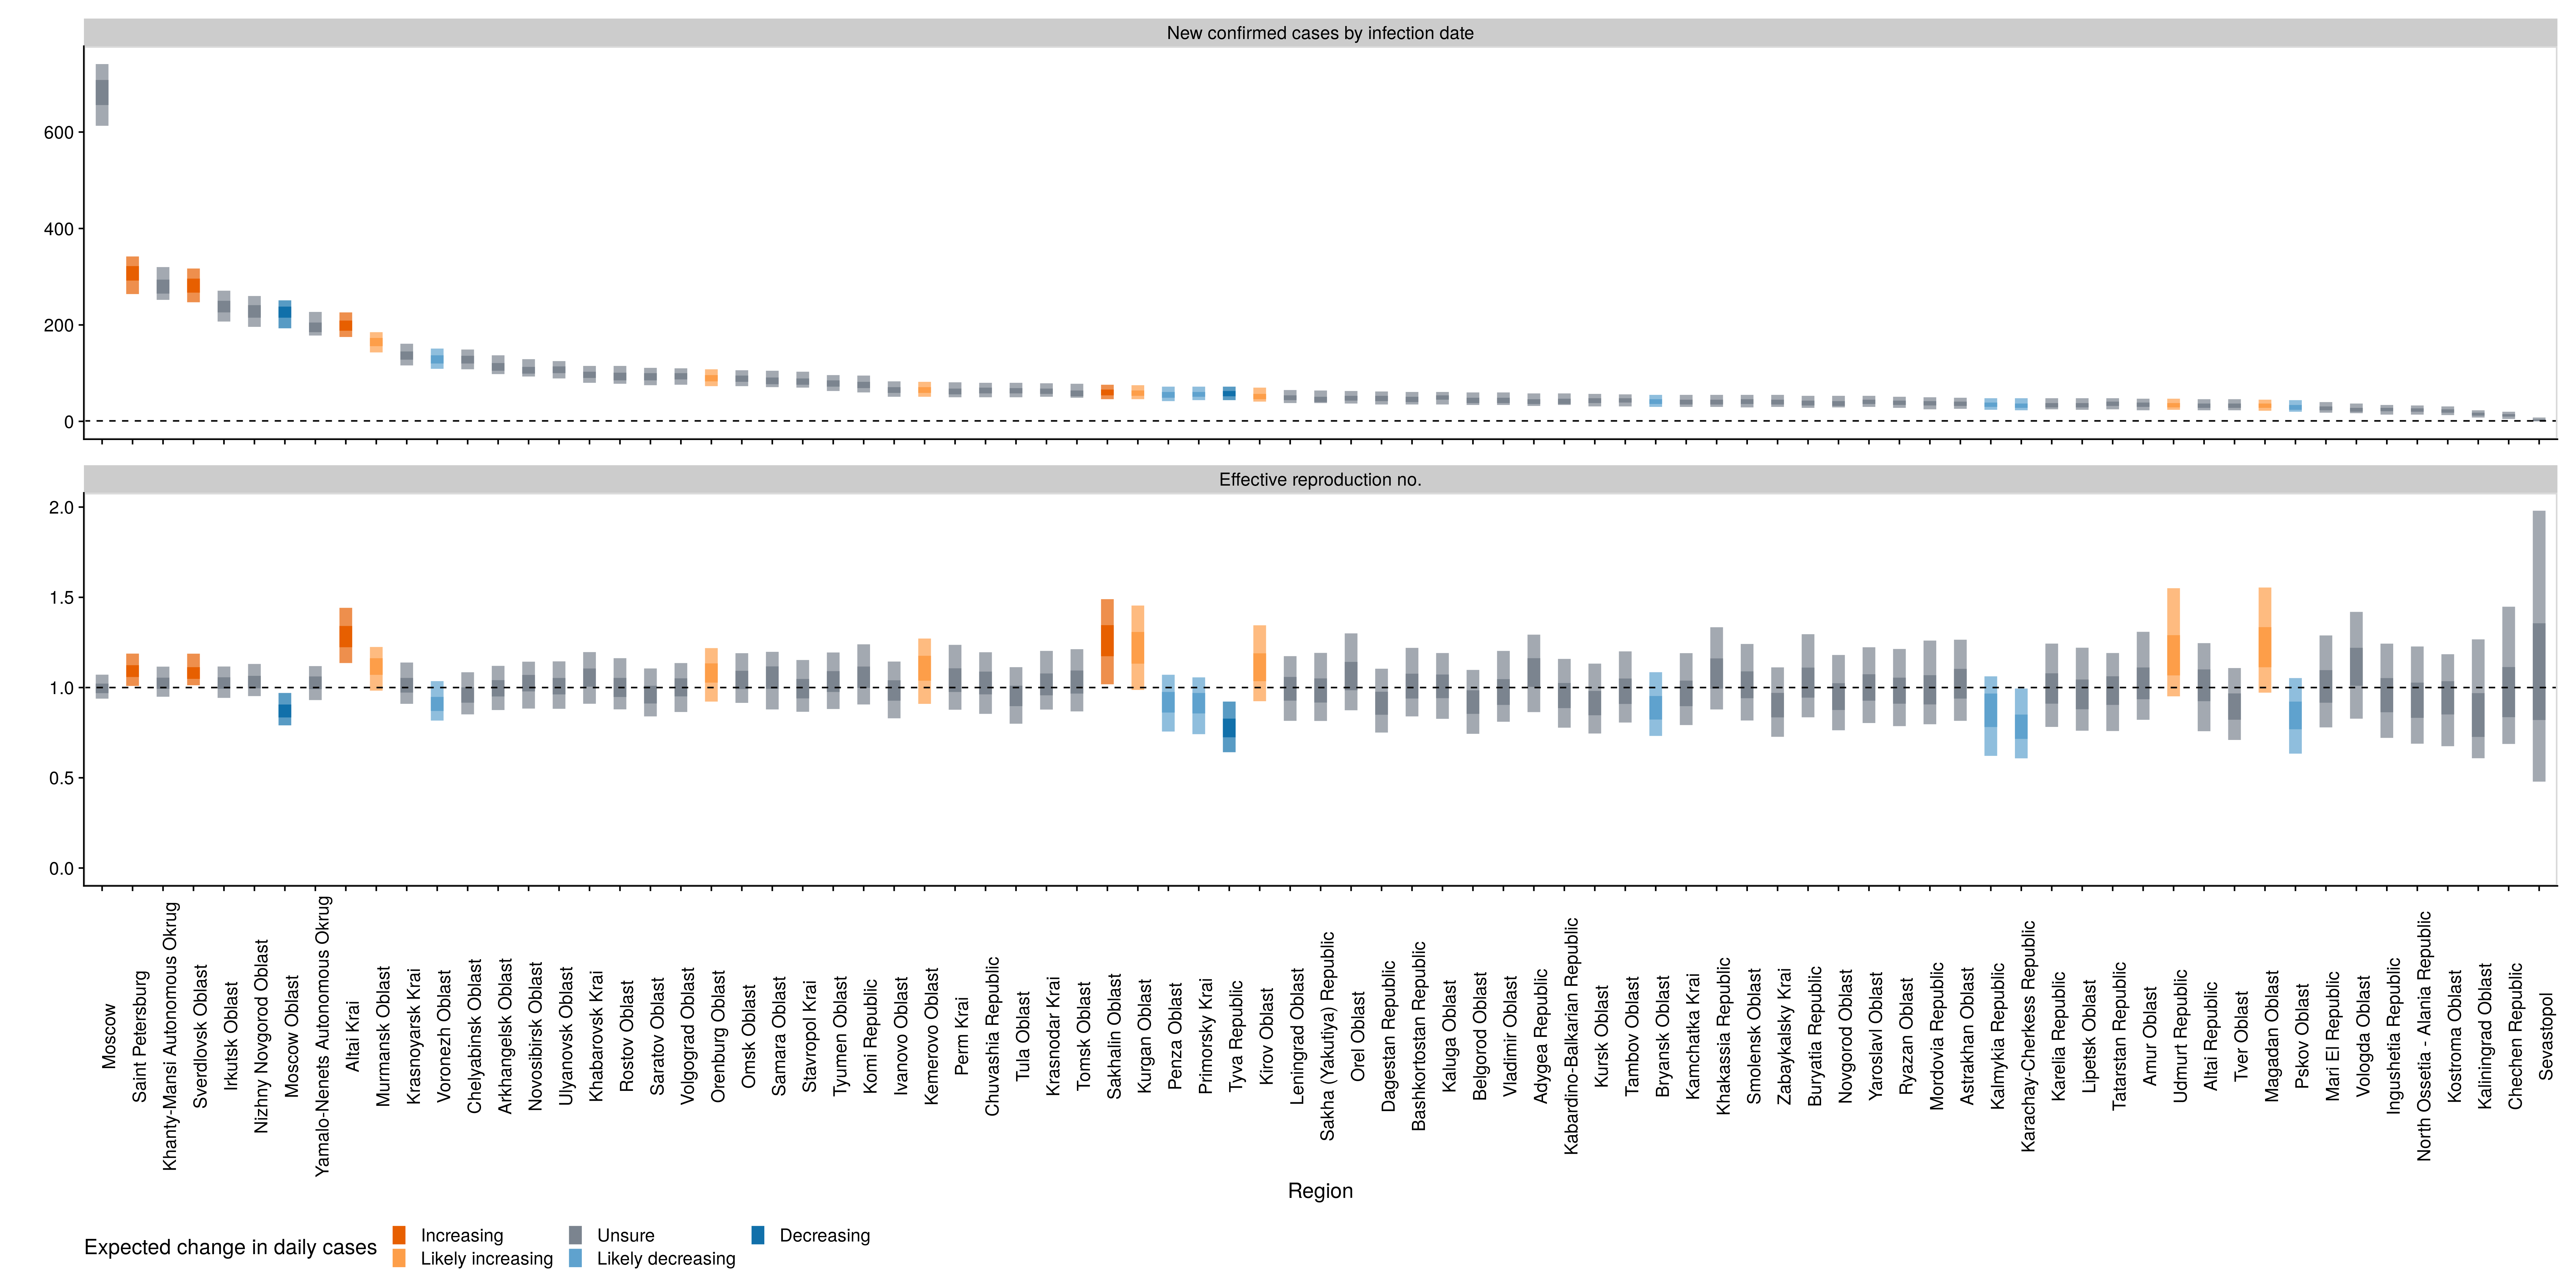 New confirmed cases by infection date
600
400
200
0
Effective reproduction no.
2.0
1.5
1.0
0.5
0.0
Moscow
Saint Petersburg
Khanty-Mansi Autonomous Okrug
Sverdlovsk Oblast
Irkutsk Oblast
Nizhny Novgorod Oblast
Moscow Oblast
Yamalo-Nenets Autonomous Okrug
Altai Krai
Murmansk Oblast
Krasnoyarsk Krai
Voronezh Oblast
Chelyabinsk Oblast
Arkhangelsk Oblast
Novosibirsk Oblast
Ulyanovsk Oblast
Khabarovsk Krai
Rostov Oblast
Saratov Oblast
Volgograd Oblast
Orenburg Oblast
Omsk Oblast
Samara Oblast
Stavropol Krai
Tyumen Oblast
Komi Republic
Ivanovo Oblast
Kemerovo Oblast
Perm Krai
Chuvashia Republic
Tula Oblast
Krasnodar Krai
Tomsk Oblast
Sakhalin Oblast
Kurgan Oblast
Penza Oblast
Primorsky Krai
Tyva Republic
Kirov Oblast
Leningrad Oblast
Sakha (Yakutiya) Republic
Orel Oblast
Dagestan Republic
Bashkortostan Republic
Kaluga Oblast
Belgorod Oblast
Vladimir Oblast
Adygea Republic
Kabardino-Balkarian Republic
Kursk Oblast
Tambov Oblast
Bryansk Oblast
Kamchatka Krai
Khakassia Republic
Smolensk Oblast
Zabaykalsky Krai
Buryatia Republic
Novgorod Oblast
Yaroslavl Oblast
Ryazan Oblast
Mordovia Republic
Astrakhan Oblast
Kalmykia Republic
Karachay-Cherkess Republic
Karelia Republic
Lipetsk Oblast
Tatarstan Republic
Amur Oblast
Udmurt Republic
Altai Republic
Tver Oblast
Magadan Oblast
Pskov Oblast
Mari El Republic
Vologda Oblast
Ingushetia Republic
North Ossetia - Alania Republic
Kostroma Oblast
Kaliningrad Oblast
Chechen Republic
Sevastopol
Region
Expected change in daily cases
Increasing
Likely increasing
Unsure
Likely decreasing
Decreasing